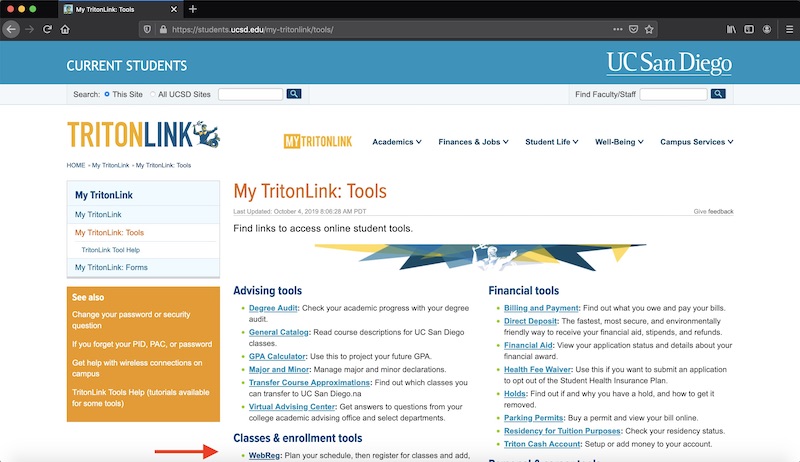 My TritonLink: Tools
https://students.ucsd.edu/my-tritonlink/tools/
CURRENT STUDENTS
UC San Diego
Search: This Site All UCSD Sites
Find Faculty/Staff
TRITONLINK
MYTRITONLINK
Academics
Finances & Jobs
Student Life
Well-Being
Campus Services
HOME My TritonLink My TritonLink: Tools
My TritonLink
My TritonLink
My TritonLink: Tools
TritonLink Tool Help
My TritonLink: Forms
See also
Change your password or security
question
If you forget your PID, PAC, or password
Get help with wireless connections on
campus
TritonLink Tools Help (tutorials available
for some tools)
My TritonLink: Tools
Last Updated: October 4, 2019 8:06:28 AM PDT
Give feedback
Find links to access online student tools.
Advising tools
Degree Audit: Check your academic progress with your degree
audit.
General Catalog: Read course descriptions for UC San Diego
classes.
GPA Calculator: Use this to project your future GPA.
Major and Minor: Manage major and minor declarations.
Transfer Course Approximations: Find out which classes you
can transfer to UC San Diego.na
Virtual Advising Center: Get answers to questions from your
college academic advising office and select departments.
Classes & enrollment tools
WebReg: Plan your schedule, then register for classes and add,
Financial tools
Billing and Payment: Find out what you owe and pay your bills.
Direct Deposit: The fastest, most secure, and environmentally
friendly way to receive your financial aid, stipends, and refunds.
Financial Aid: View your application status and details about your
financial award.
Health Fee Waiver: Use this if you want to submit an application
to opt out of the Student Health Insurance Plan.
Holds: Find out if and why you have a hold, and how to get it
removed.
Parking Permits: Buy a permit and view your bill online.
Residency for Tuition Purposes: Check your residency status.
Triton Cash Account: Setup or add money to your account.